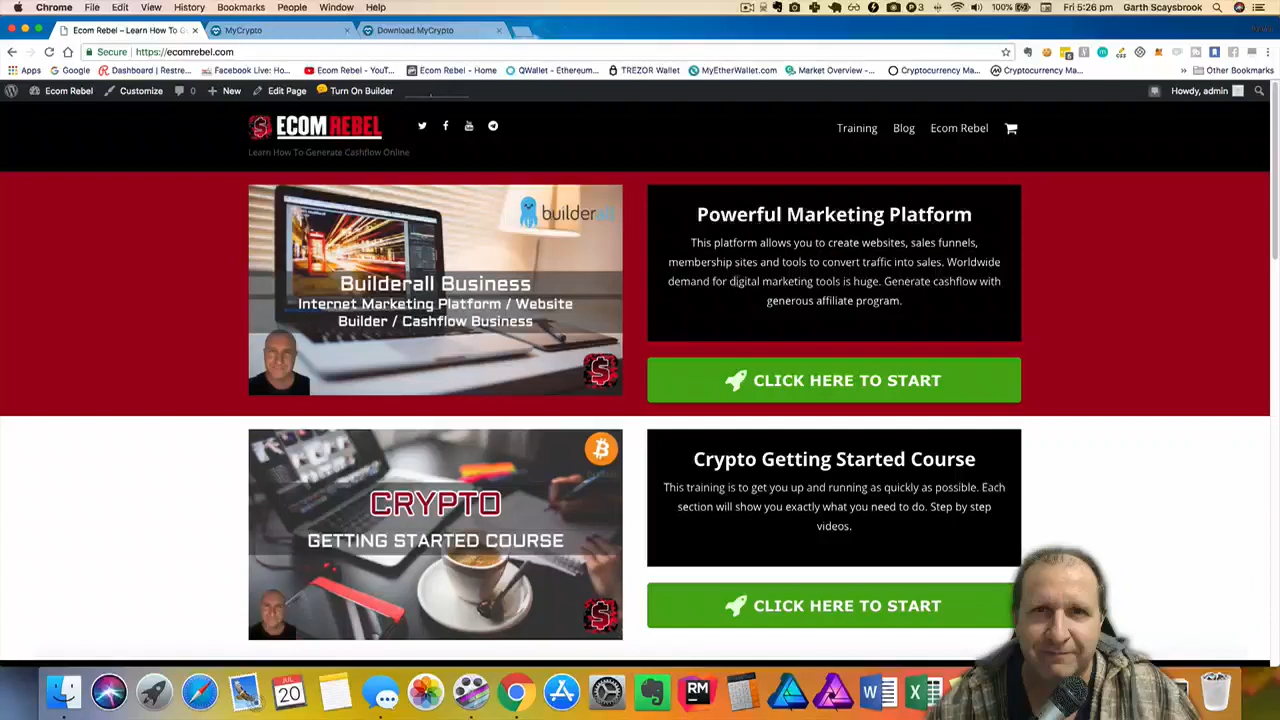 Chrome File Edit View History Bookmarks People Window Help 3 100% Fri 5:26 pm Garth Scaysbrook
Ecom Rebel – Learn How To G MyCrypto Download.MyCrypto
Secure https://ecomrebel.com
Apps Google Dashboard | Restre... Facebook Live: Ho... Ecom Rebel - YouT... Ecom Rebel - Home QWallet - Ethereum... TREZOR Wallet MyEtherWallet.com Market Overview -... Cryptocurrency Ma... Cryptocurrency Ma... » Other Bookmarks
Ecom Rebel Customize 0 New Edit Page Turn On Builder Howdy, admin
ECOM REBEL
Learn How To Generate Cashflow Online
Training Blog Ecom Rebel
builder
Builderall Business
Internet Marketing Platform / Website
Builder / Cashflow Business
Powerful Marketing Platform
This platform allows you to create websites, sales funnels,
membership sites and tools to convert traffic into sales. Worldwide
demand for digital marketing tools is huge. Generate cashflow with
generous affiliate program.
CLICK HERE TO START
CRYPTO
GETTING STARTED COURSE
Crypto Getting Started Course
This training is to get you up and running as quickly as possible. Each
section will show you exactly what you need to do. Step by step
videos.
CLICK HERE TO START
JUL
20
RM
W
X